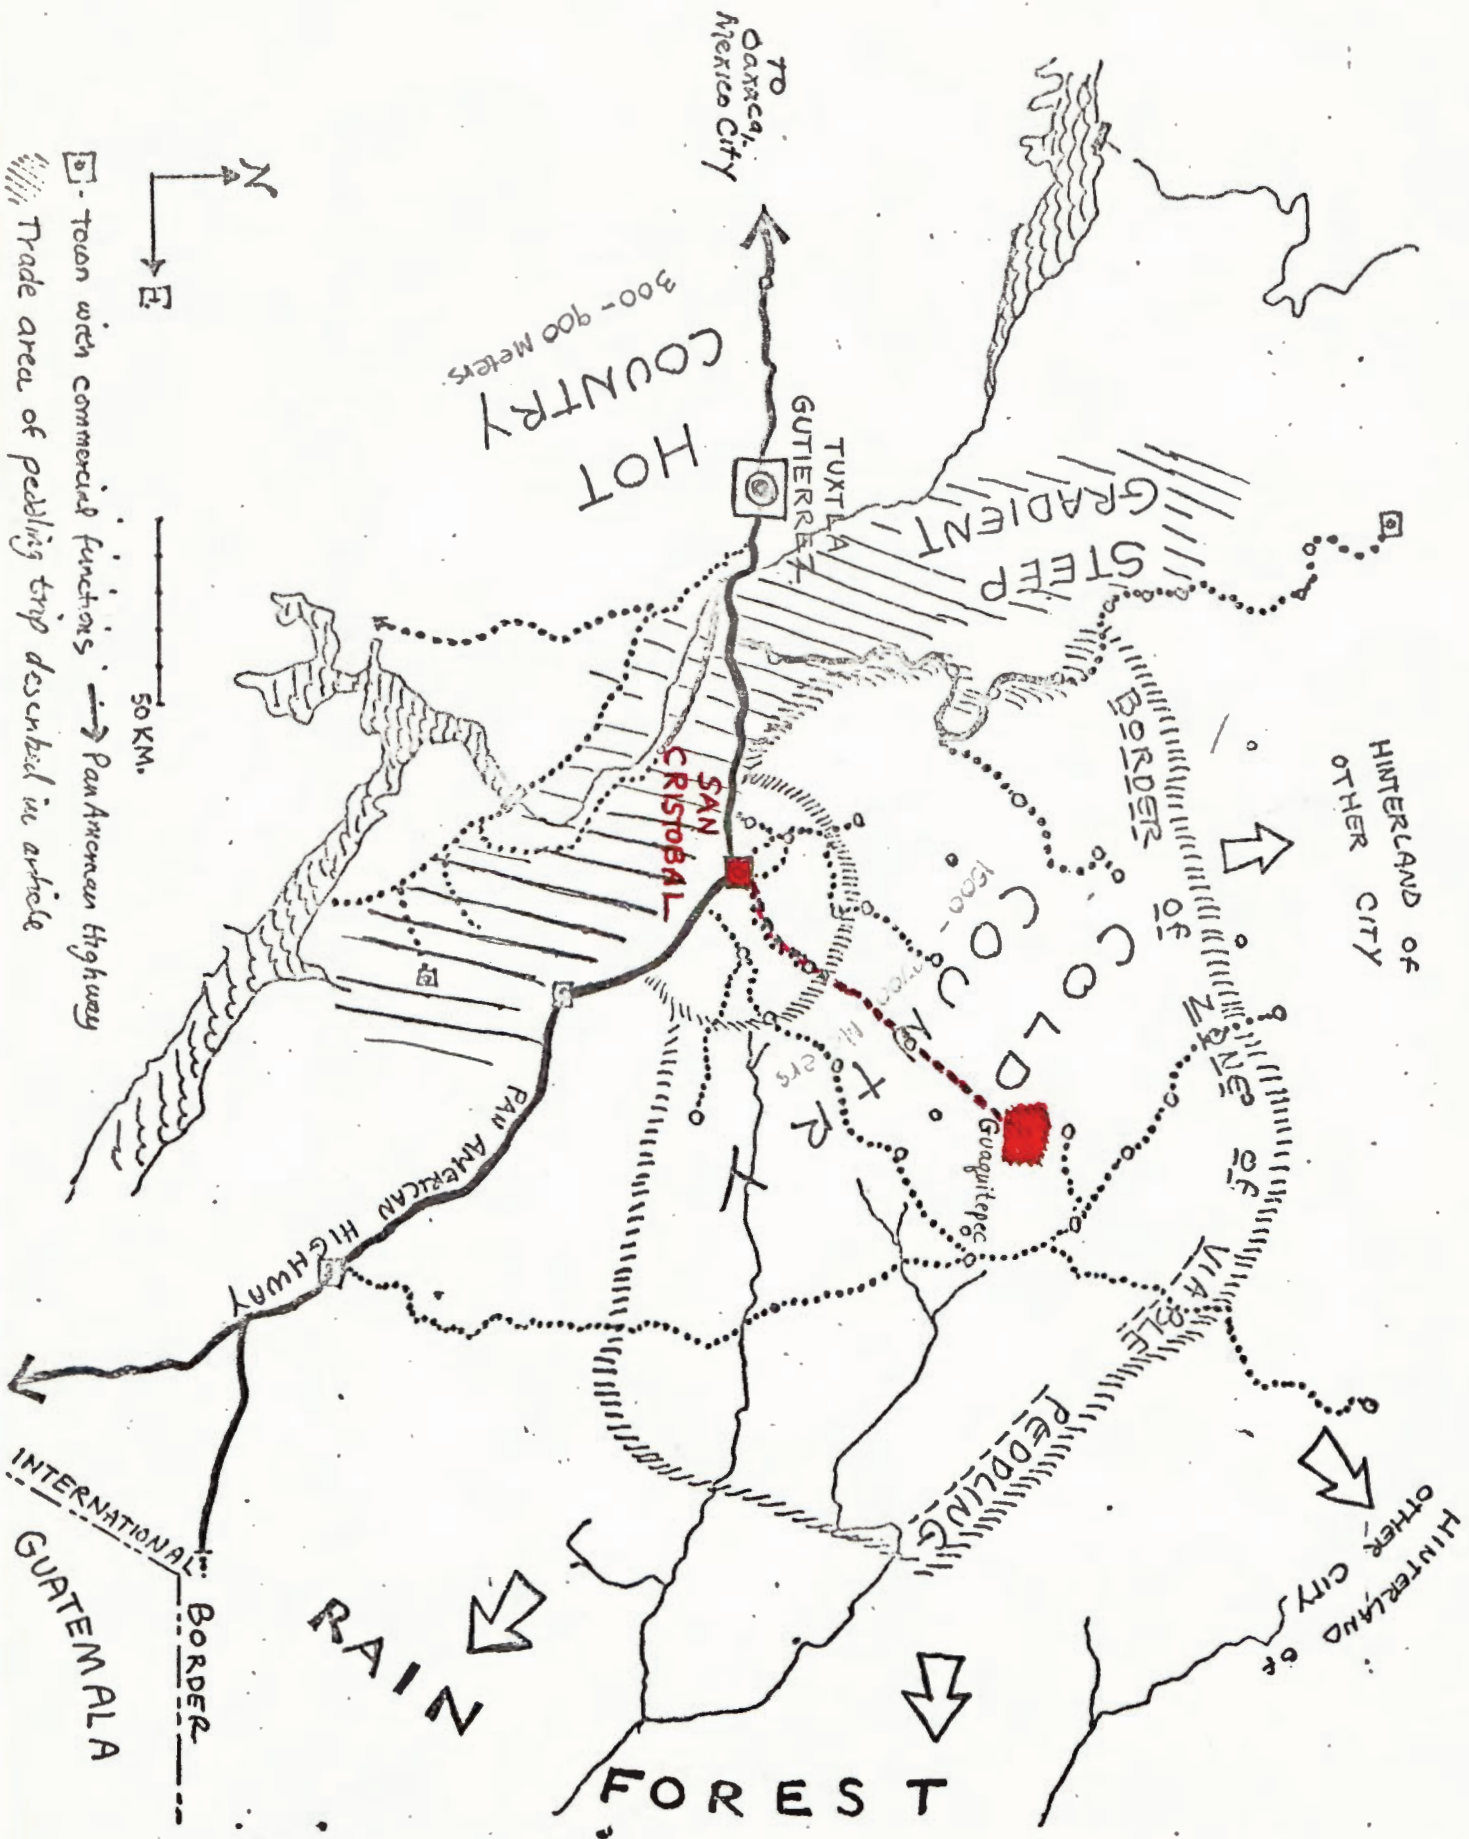 TO
Oaxaca,
Mexico City
HOT
COUNTRY
300-900 Meters
TUXTLA
GUTIERREZ
STEEP
GRADIENT
SAN
CRISTOBAL
COLD
COUNTRY
1500-
Meters
Guaquitepec
BORDER OF ZONE OF VIABLE PEDDLING
HINTERLAND OF
OTHER CITY
HINTERLAND OF
OTHER CITY
PAN AMERICAN HIGHWAY
RAIN
FOREST
INTERNATIONAL BORDER
GUATEMALA
N
E
50 KM.
- Town with commercial functions
Pan American Highway
Trade area of peddling trip described in article